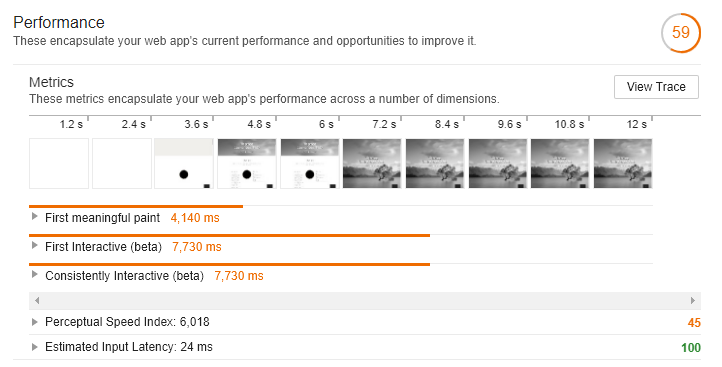 Performance
These encapsulate your web app's current performance and opportunities to improve it.
59
Metrics
These metrics encapsulate your web app's performance across a number of dimensions.
View Trace
1.2 s 2.4 s 3.6 s 4.8 s 6 s 7.2 s 8.4 s 9.6 s 10.8 s 12 s
First meaningful paint 4,140 ms
First Interactive (beta) 7,730 ms
Consistently Interactive (beta) 7,730 ms
Perceptual Speed Index: 6,018 45
Estimated Input Latency: 24 ms 100